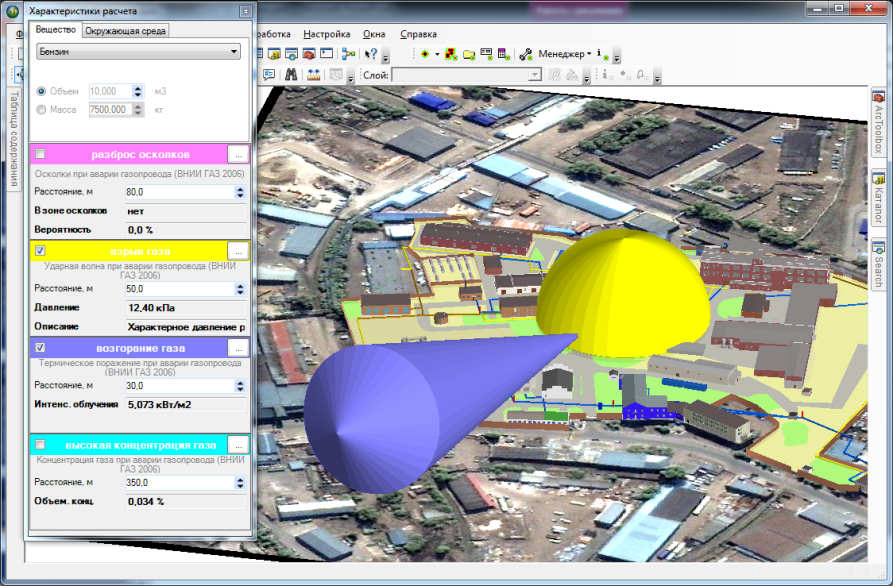 Характеристики расчета
Вещество
Окружающая среда
Бензин
Объем 10,000 м3
Масса 7500,000 кг
разброс осколков ...
Осколки при аварии газопровода (ВНИИ ГАЗ 2006)
Расстояние, м 80,0
В зоне осколков нет
Вероятность 0,0 %
взрыв газа ...
Ударная волна при аварии газопровода (ВНИИ
ГАЗ 2006)
Расстояние, м 50,0
Давление 12,40 кПа
Описание Характерное давление р
возгорание газа ...
Термическое поражение при аварии газопровода
(ВНИИ ГАЗ 2006)
Расстояние, м 30,0
Интенс. облучения 5,073 кВт/м2
высокая концентрация газа ...
Концентрация газа при аварии газопровода (ВНИИ
ГАЗ 2006)
Расстояние, м 350,0
Объем. конц. 0,034 %
работка Настройка Окна Справка
Менеджер
Слой:
Таблица содержания
ArcToolbox
Каталог
Search